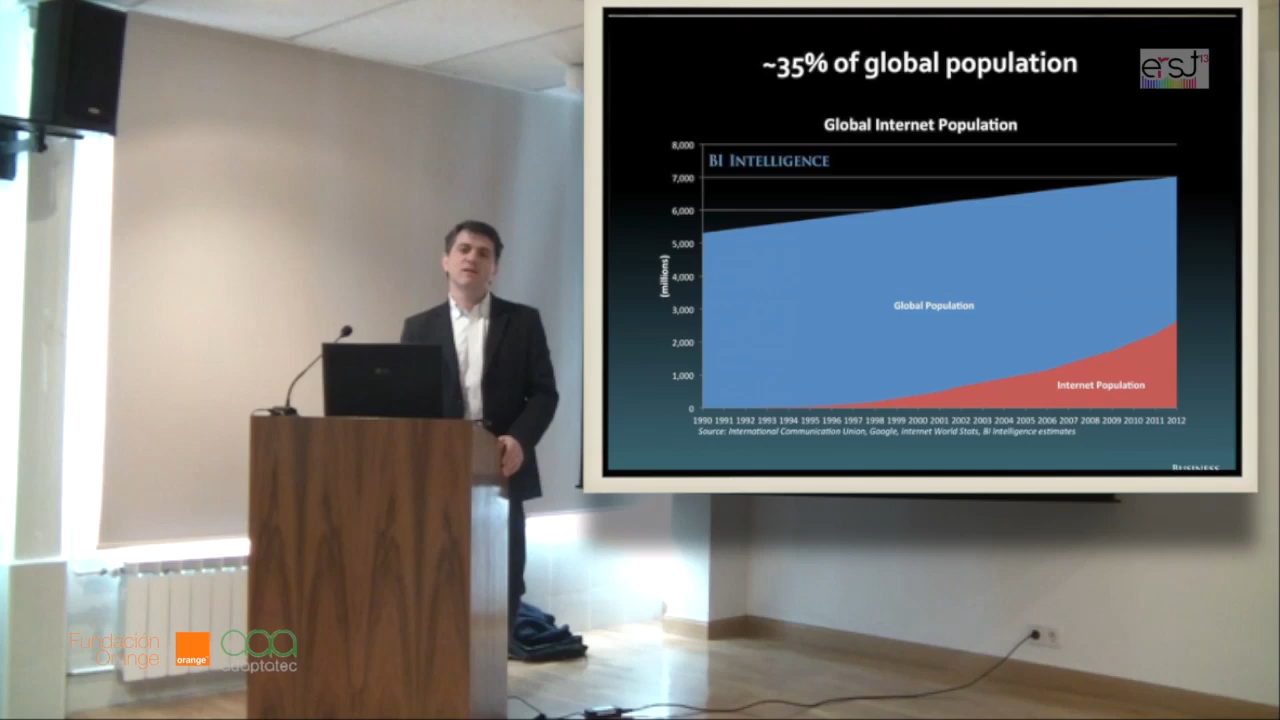 ~35% of global population
erst13
Global Internet Population
BI INTELLIGENCE
8,000
7,000
6,000
5,000
4,000
3,000
2,000
1,000
0
(millions)
Global Population
Internet Population
1990 1991 1992 1993 1994 1995 1996 1997 1998 1999 2000 2001 2002 2003 2004 2005 2006 2007 2008 2009 2010 2011 2012
Source: International Communication Union, Google, Internet World Stats, BI Intelligence estimates
BUSINESS
Fundación
Orange
orange
adaptatec